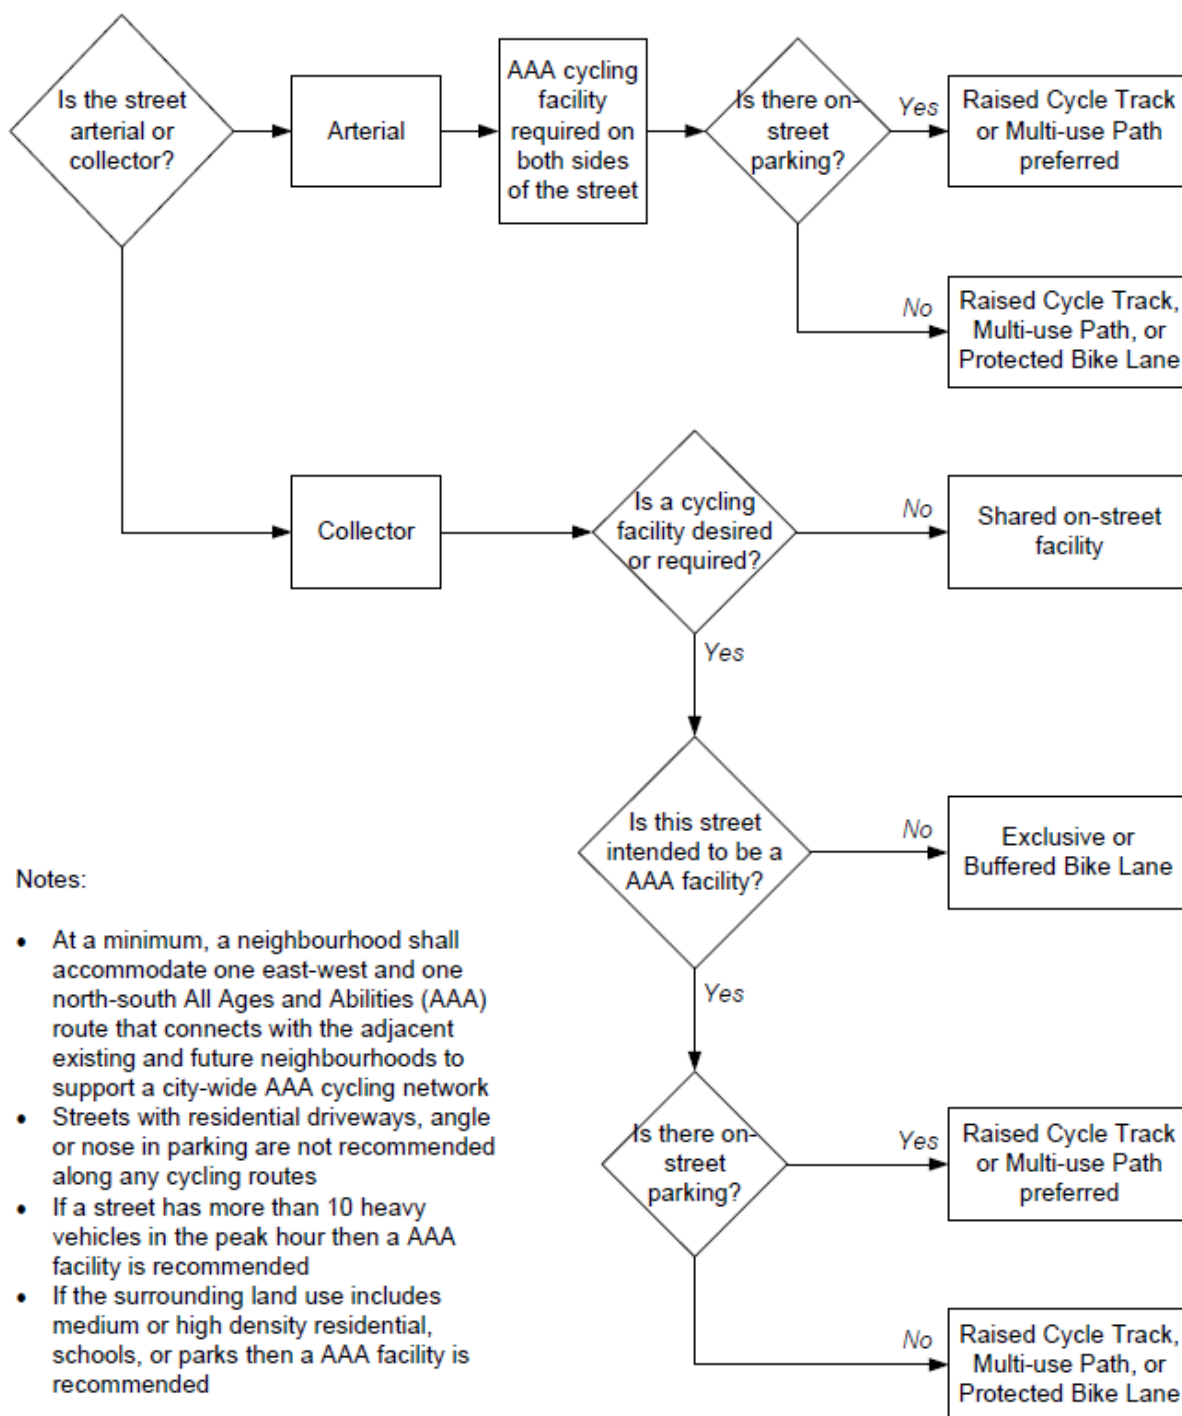 Is the street
arterial or
collector?
Arterial
AAA cycling
facility
required on
both sides
of the street
Is there on-
street
parking?
Yes
Raised Cycle Track
or Multi-use Path
preferred
No
Raised Cycle Track,
Multi-use Path, or
Protected Bike Lane
Collector
Is a cycling
facility desired
or required?
No
Shared on-street
facility
Yes
Is this street
intended to be a
AAA facility?
No
Exclusive or
Buffered Bike Lane
Yes
Is there on-
street
parking?
Yes
Raised Cycle Track
or Multi-use Path
preferred
No
Raised Cycle Track,
Multi-use Path, or
Protected Bike Lane
Notes:
• At a minimum, a neighbourhood shall
accommodate one east-west and one
north-south All Ages and Abilities (AAA)
route that connects with the adjacent
existing and future neighbourhoods to
support a city-wide AAA cycling network
• Streets with residential driveways, angle
or nose in parking are not recommended
along any cycling routes
• If a street has more than 10 heavy
vehicles in the peak hour then a AAA
facility is recommended
• If the surrounding land use includes
medium or high density residential,
schools, or parks then a AAA facility is
recommended